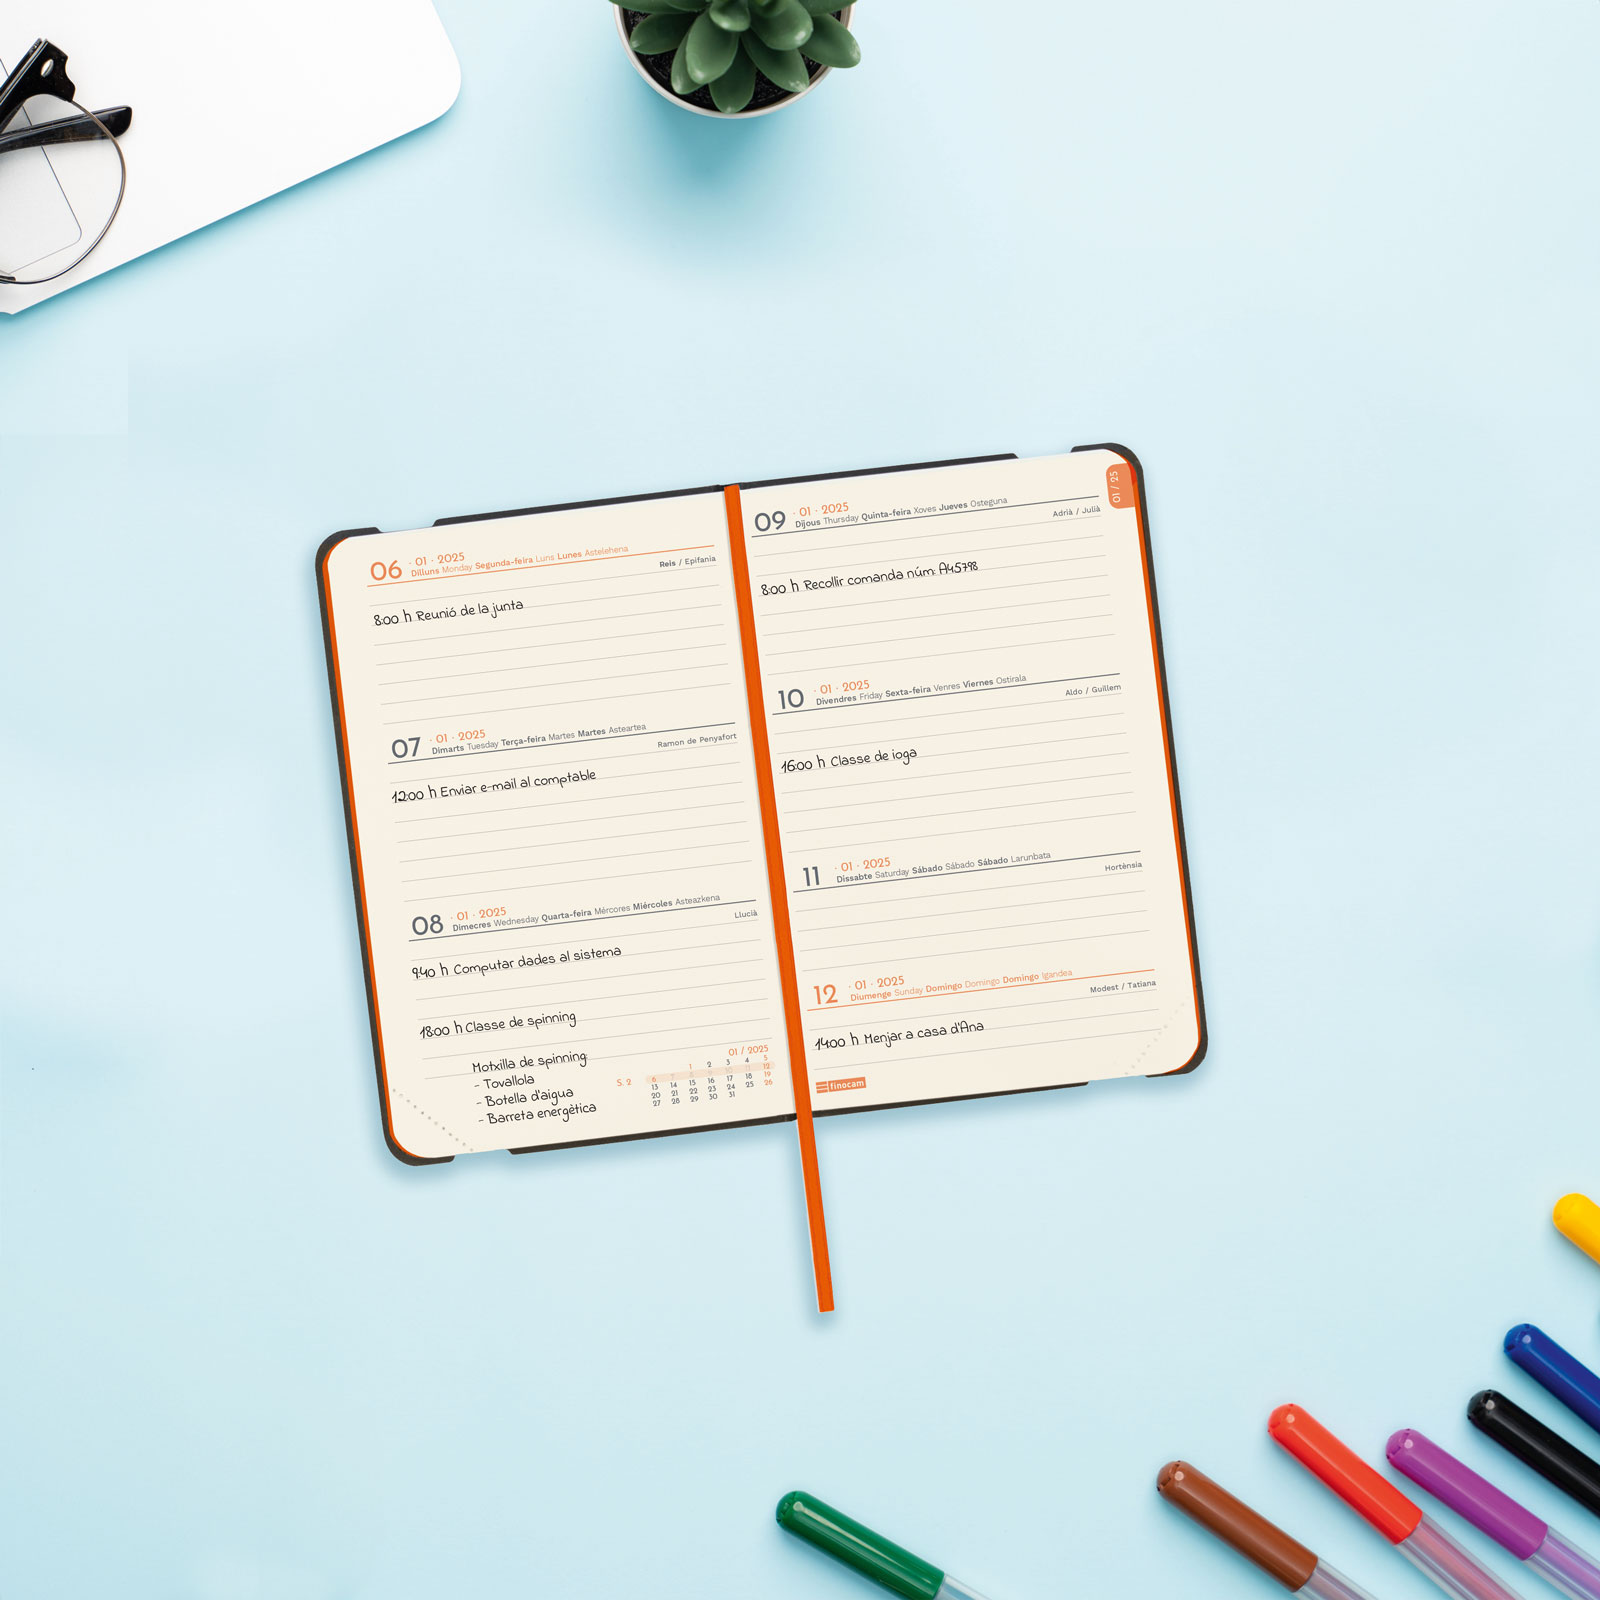 06 · 01 · 2025
Dilluns Monday Segunda-feira Luns Lunes Astelehena
Reis / Epifania
8:00 h Reunió de la junta
07 · 01 · 2025
Dimarts Tuesday Terça-feira Martes Martes Asteartea
Ramon de Penyafort
12:00 h Enviar e-mail al comptable
08 · 01 · 2025
Dimecres Wednesday Quarta-feira Mércores Miércoles Asteazkena
Llucià
9:40 h Computar dades al sistema
18:00 h Classe de spinning
Motxilla de spinning:
- Tovallola
- Botella d'aigua
- Barreta energètica
01 / 2025
1 2 3 4 5
S. 2 6 7 8 9 10 11 12
13 14 15 16 17 18 19
20 21 22 23 24 25 26
27 28 29 30 31
01 / 25
09 · 01 · 2025
Dijous Thursday Quinta-feira Xoves Jueves Osteguna
Adrià / Julià
8:00 h Recollir comanda núm: A45798
10 · 01 · 2025
Divendres Friday Sexta-feira Venres Viernes Ostirala
Aldo / Guillem
16:00 h Classe de ioga
11 · 01 · 2025
Dissabte Saturday Sábado Sábado Sábado Larunbata
Hortènsia
12 · 01 · 2025
Diumenge Sunday Domingo Domingo Domingo Igandea
Modest / Tatiana
14:00 h Menjar a casa d'Ana
finocam